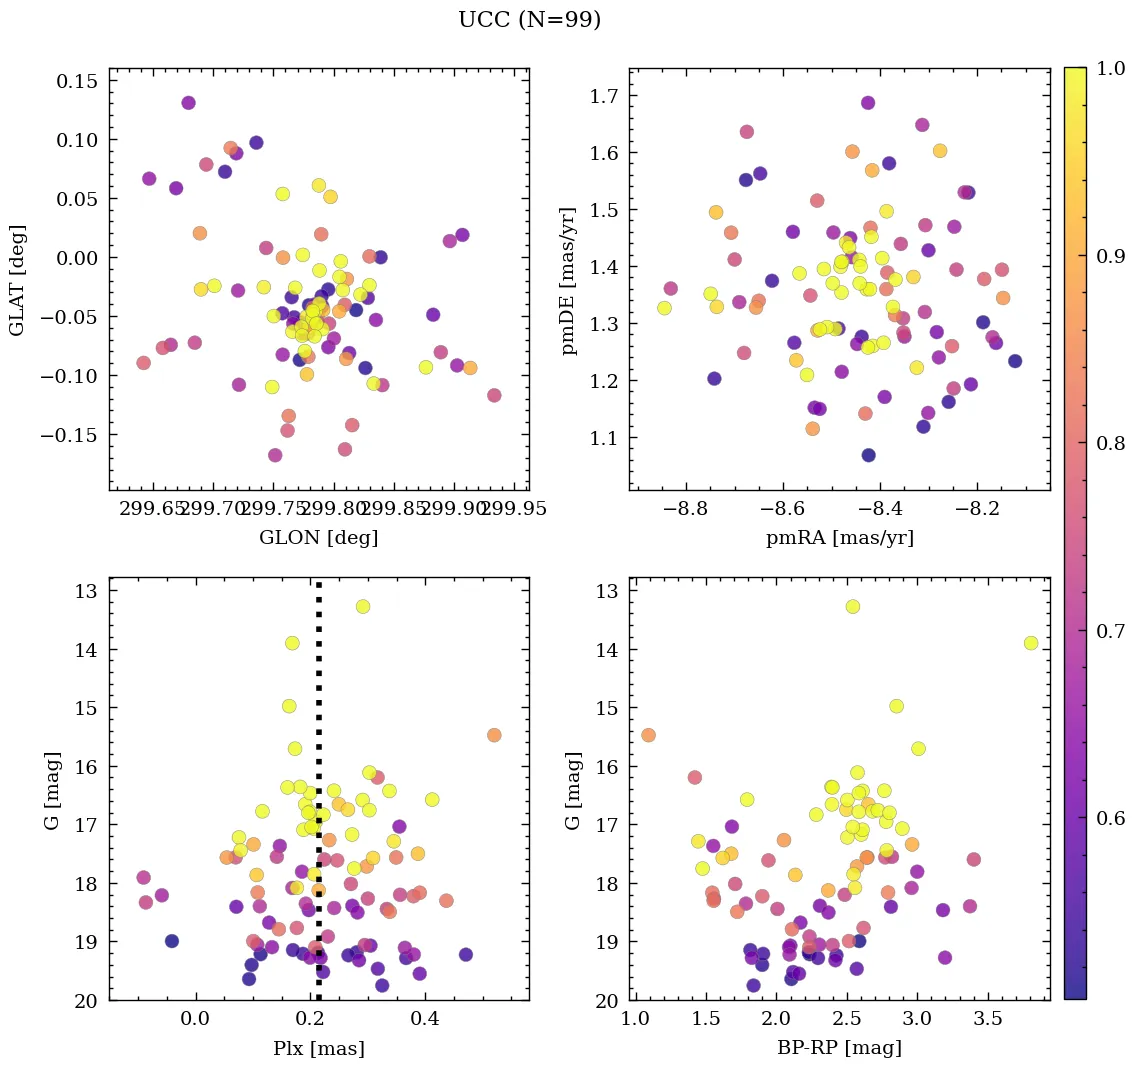 UCC (N=99)
0.15
0.10
0.05
0.00
−0.05
−0.10
−0.15
GLAT [deg]
299.65 299.70 299.75 299.80 299.85 299.90 299.95
GLON [deg]
1.7
1.6
1.5
1.4
1.3
1.2
1.1
pmDE [mas/yr]
−8.8 −8.6 −8.4 −8.2
pmRA [mas/yr]
13
14
15
16
17
18
19
20
G [mag]
0.0 0.2 0.4
Plx [mas]
13
14
15
16
17
18
19
20
G [mag]
1.0 1.5 2.0 2.5 3.0 3.5
BP-RP [mag]
1.0
0.9
0.8
0.7
0.6